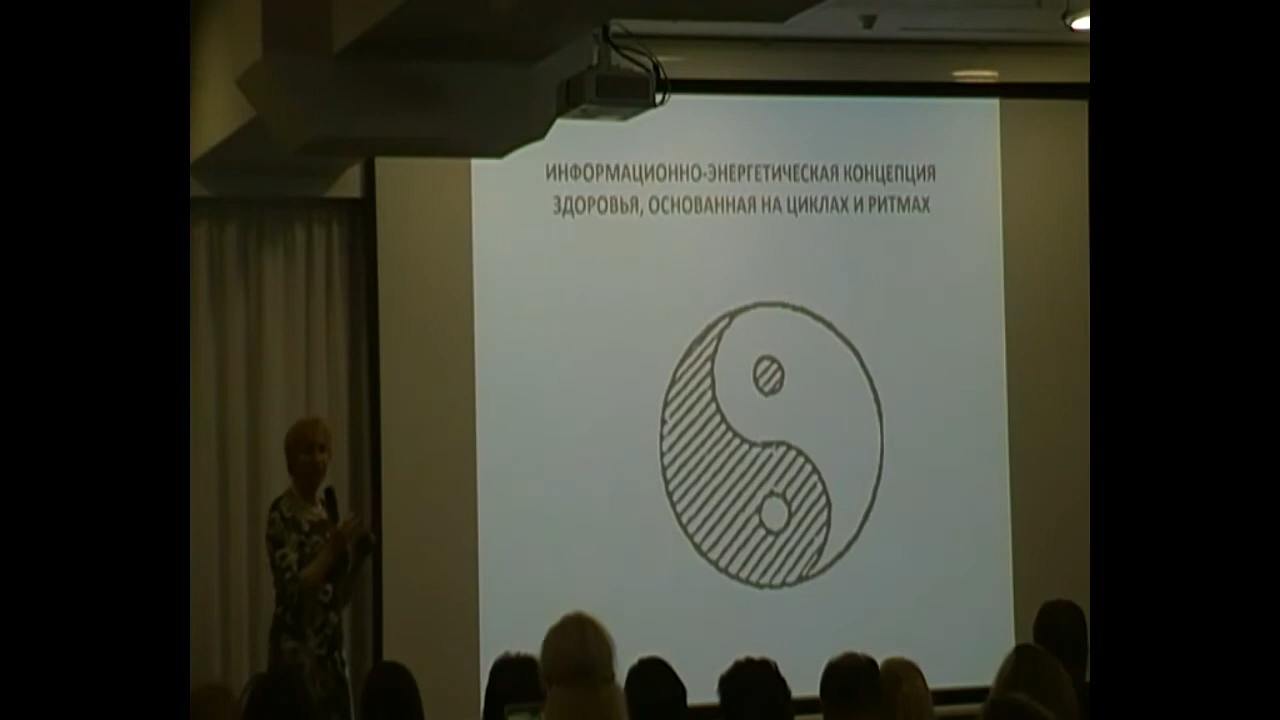 ИНФОРМАЦИОННО-ЭНЕРГЕТИЧЕСКАЯ КОНЦЕПЦИЯ
ЗДОРОВЬЯ, ОСНОВАННАЯ НА ЦИКЛАХ И РИТМАХ